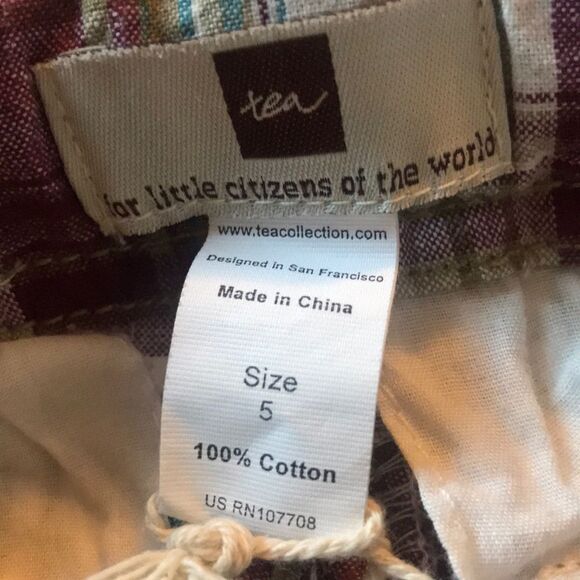 tea
for little citizens of the world
www.teacollection.com
Designed in San Francisco
Made in China
Size
5
100% Cotton
US RN107708